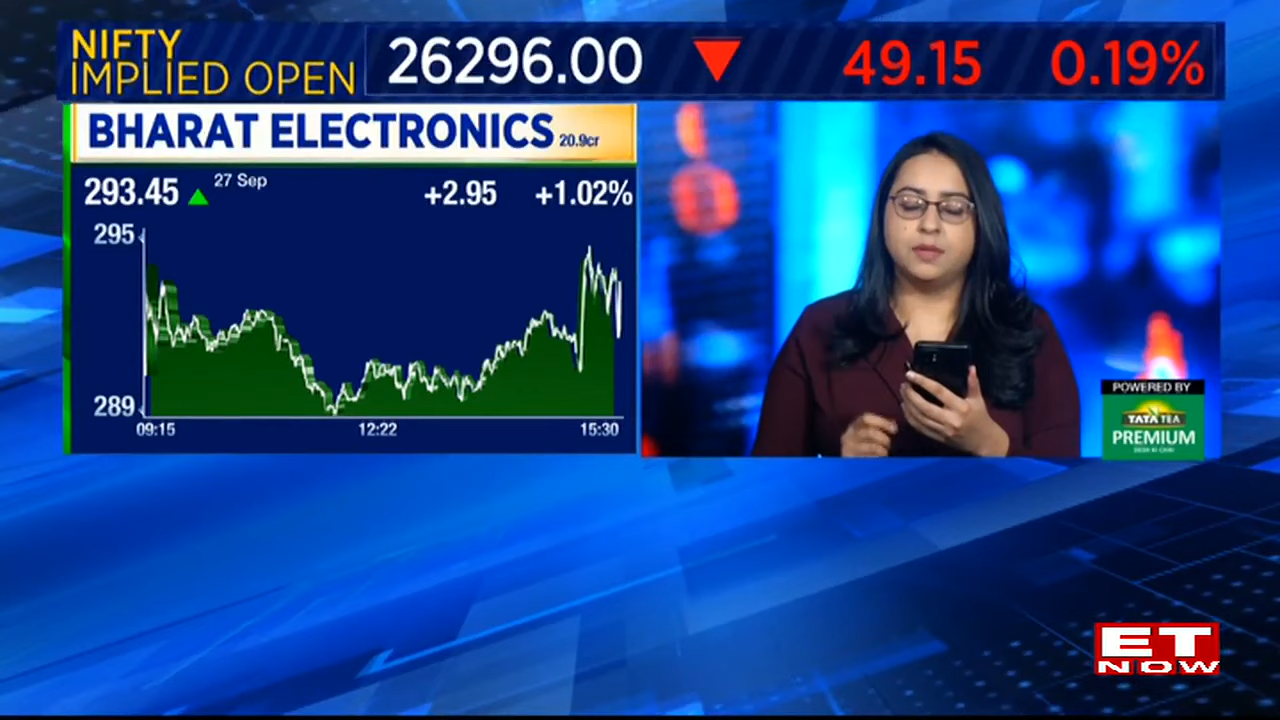 NIFTY
IMPLIED OPEN
26296.00 ▼ 49.15 0.19%
BHARAT ELECTRONICS 20.9cr
293.45 ▲ 27 Sep +2.95 +1.02%
295
289
09:15 12:22 15:30
POWERED BY
TATA TEA
PREMIUM
ET
NOW